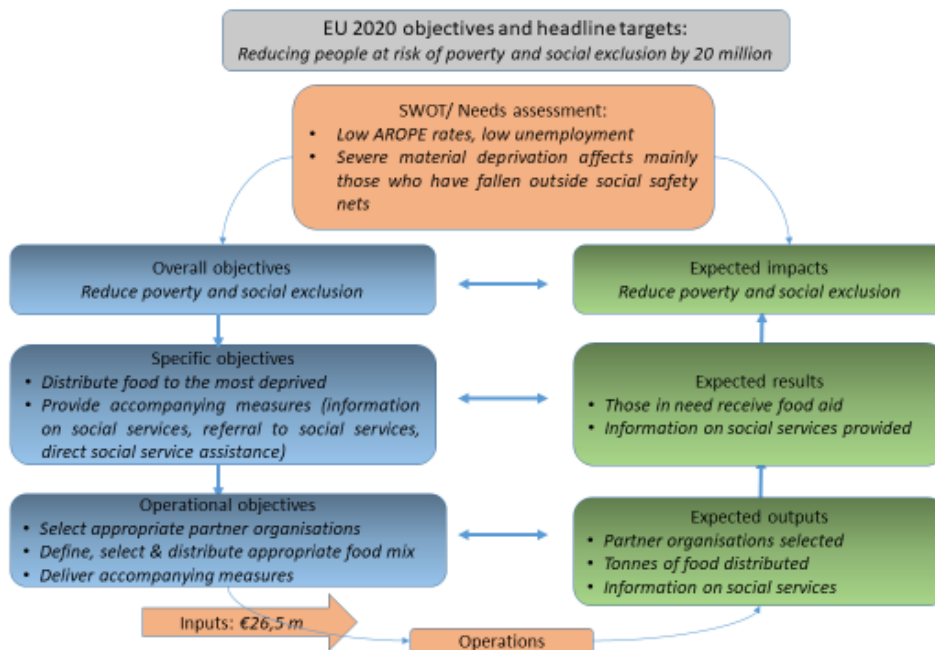 EU 2020 objectives and headline targets:
Reducing people at risk of poverty and social exclusion by 20 million
SWOT/ Needs assessment:
• Low AROPE rates, low unemployment
• Severe material deprivation affects mainly
those who have fallen outside social safety
nets
Overall objectives
Reduce poverty and social exclusion
Expected impacts
Reduce poverty and social exclusion
Specific objectives
• Distribute food to the most deprived
• Provide accompanying measures (information
on social services, referral to social services,
direct social service assistance)
Expected results
• Those in need receive food aid
• Information on social services provided
Operational objectives
• Select appropriate partner organisations
• Define, select & distribute appropriate food mix
• Deliver accompanying measures
Expected outputs
• Partner organisations selected
• Tonnes of food distributed
• Information on social services
Inputs: €26,5 m
Operations